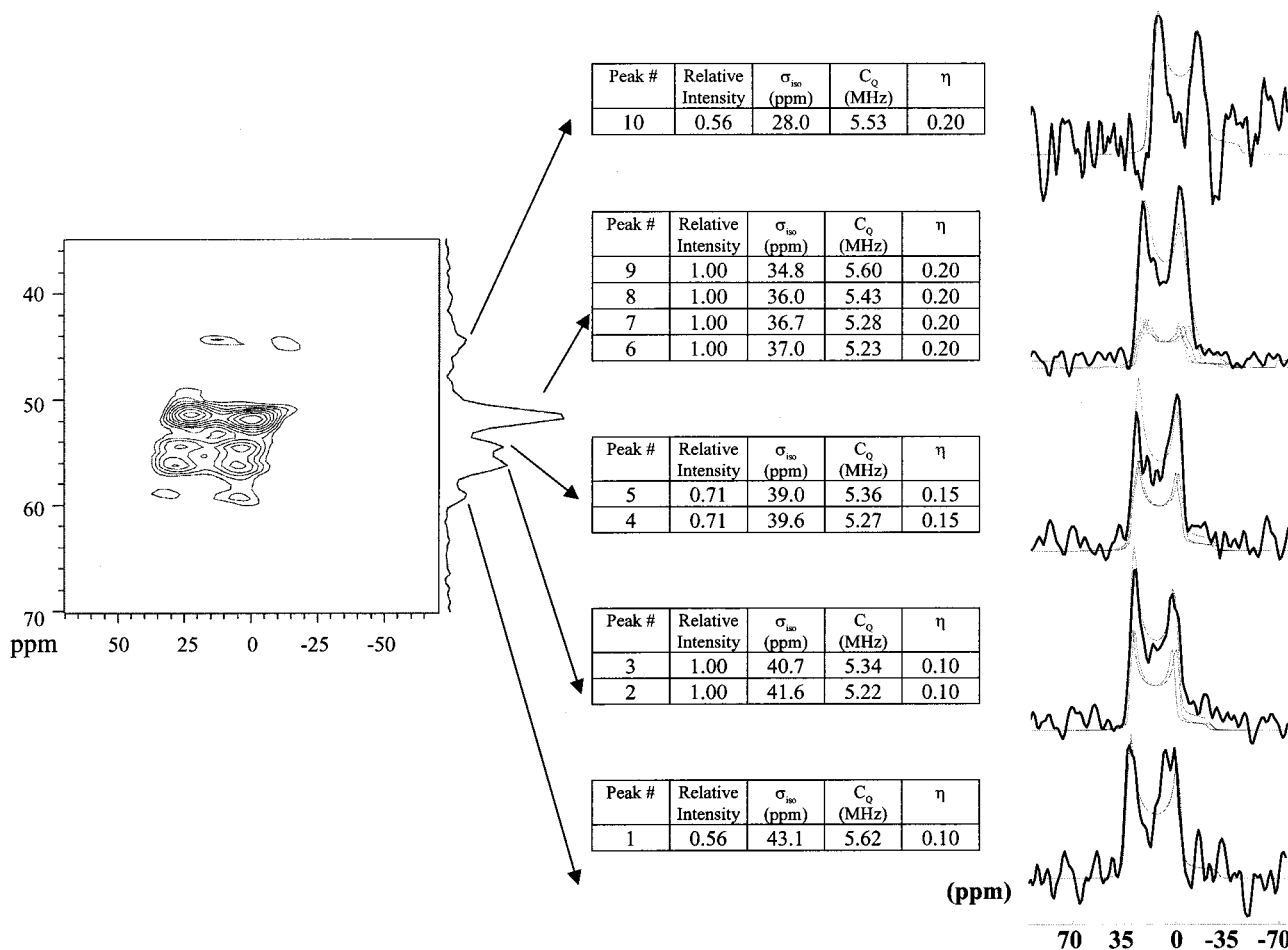 Peak # Relative Intensity σiso (ppm) CQ (MHz) η
10 0.56 28.0 5.53 0.20
Peak # Relative Intensity σiso (ppm) CQ (MHz) η
9 1.00 34.8 5.60 0.20
8 1.00 36.0 5.43 0.20
7 1.00 36.7 5.28 0.20
6 1.00 37.0 5.23 0.20
Peak # Relative Intensity σiso (ppm) CQ (MHz) η
5 0.71 39.0 5.36 0.15
4 0.71 39.6 5.27 0.15
Peak # Relative Intensity σiso (ppm) CQ (MHz) η
3 1.00 40.7 5.34 0.10
2 1.00 41.6 5.22 0.10
Peak # Relative Intensity σiso (ppm) CQ (MHz) η
1 0.56 43.1 5.62 0.10
40
50
60
70
ppm 50 25 0 -25 -50
(ppm)
70 35 0 -35 -70